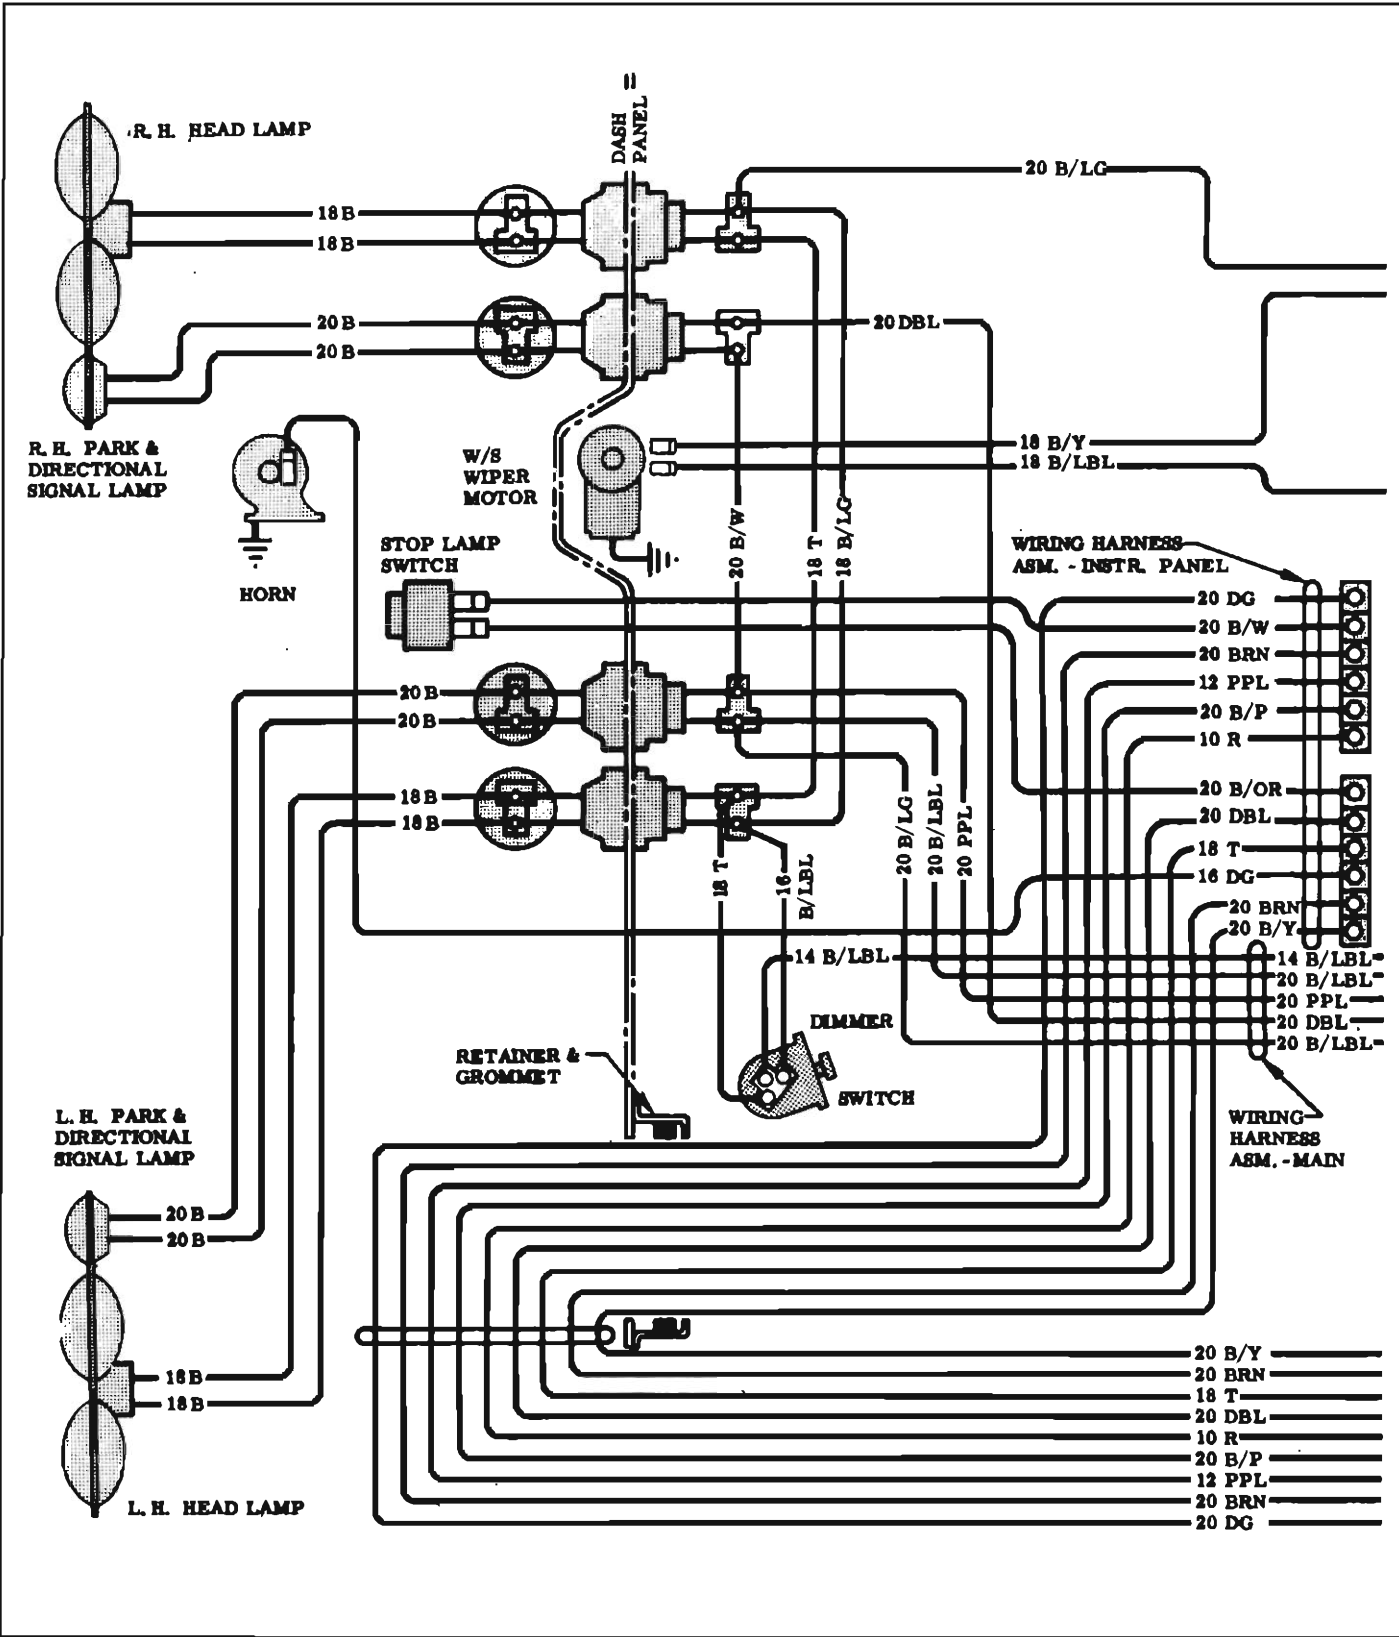 DASH
PANEL
R. H. HEAD LAMP
18 B
18 B
20 B
20 B
20 B/LG
20 DBL
R. H. PARK &
DIRECTIONAL
SIGNAL LAMP
HORN
W/S
WIPER
MOTOR
18 B/Y
18 B/LBL
STOP LAMP
SWITCH
20 B/W
18 T
18 B/LG
WIRING HARNESS
ASM. - INSTR. PANEL
20 DG
20 B/W
20 BRN
12 PPL
20 B/P
10 R
20 B/OR
20 DBL
18 T
16 DG
20 BRN
20 B/Y
20 B
20 B
18 B
18 B
18 T
16
B/LBL
20 B/LG
20 B/LBL
20 PPL
14 B/LBL
14 B/LBL
20 B/LBL
20 PPL
20 DBL
20 B/LBL
DIMMER
SWITCH
RETAINER &
GROMMET
WIRING
HARNESS
ASM. - MAIN
L. H. PARK &
DIRECTIONAL
SIGNAL LAMP
20 B
20 B
18 B
18 B
L. H. HEAD LAMP
20 B/Y
20 BRN
18 T
20 DBL
10 R
20 B/P
12 PPL
20 BRN
20 DG